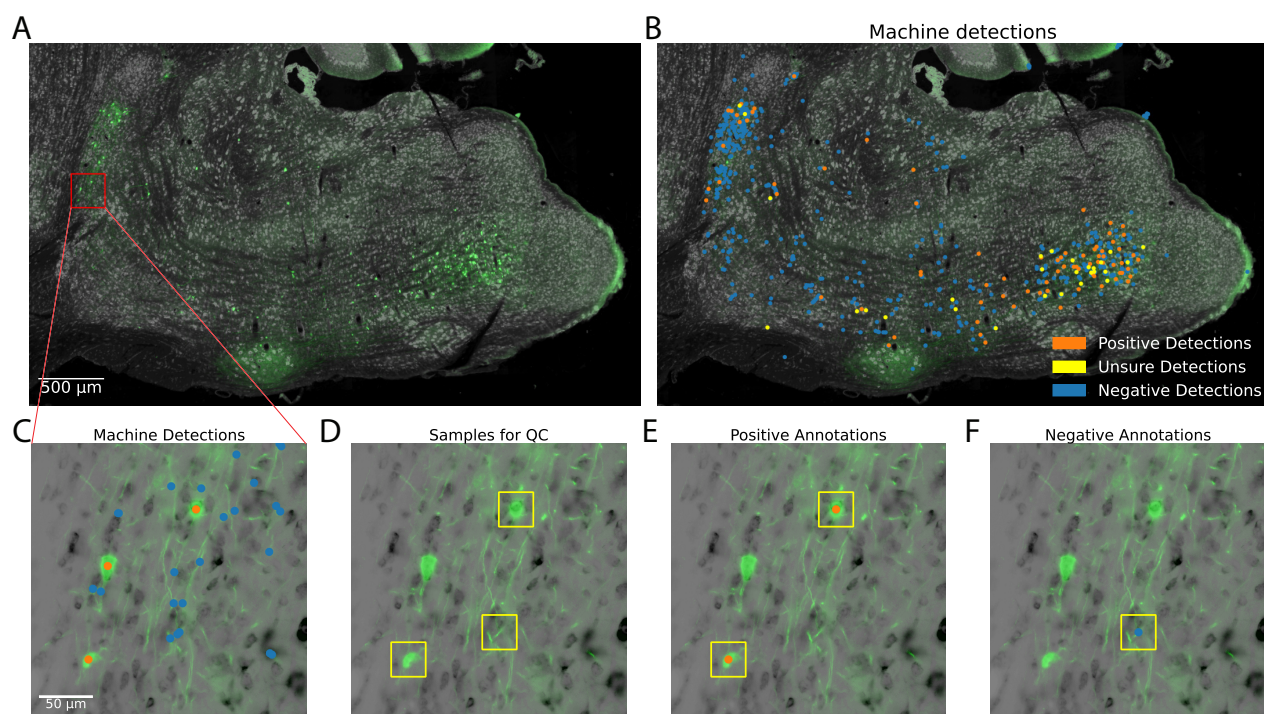 A
B
Machine detections
500 μm
Positive Detections
Unsure Detections
Negative Detections
C
Machine Detections
D
Samples for QC
E
Positive Annotations
F
Negative Annotations
50 μm